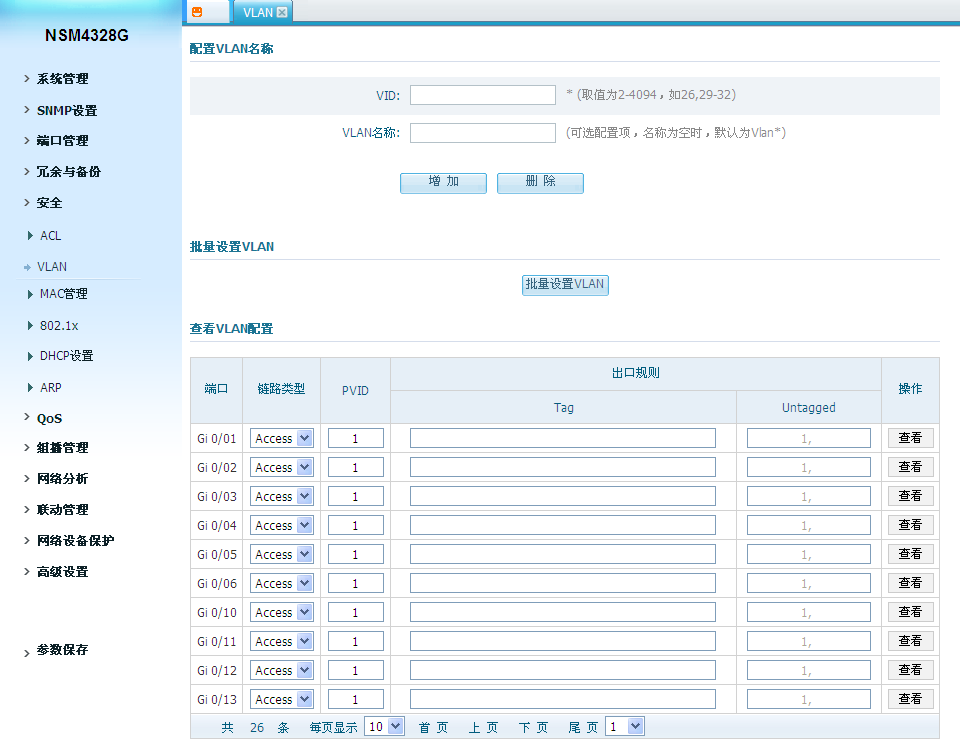 VLAN
NSM4328G
系统管理
SNMP设置
端口管理
冗余与备份
安全
ACL
VLAN
MAC管理
802.1x
DHCP设置
ARP
QoS
组播管理
网络分析
联动管理
网络设备保护
高级设置
参数保存
配置VLAN名称
VID: * (取值为2-4094，如26,29-32)
VLAN名称: (可选配置项，名称为空时，默认为Vlan*)
增 加 删 除
批量设置VLAN
批量设置VLAN
查看VLAN配置
端口 链路类型 PVID 出口规则 操作
Tag Untagged
Gi 0/01 Access 1 1, 查看
Gi 0/02 Access 1 1, 查看
Gi 0/03 Access 1 1, 查看
Gi 0/04 Access 1 1, 查看
Gi 0/05 Access 1 1, 查看
Gi 0/06 Access 1 1, 查看
Gi 0/10 Access 1 1, 查看
Gi 0/11 Access 1 1, 查看
Gi 0/12 Access 1 1, 查看
Gi 0/13 Access 1 1, 查看
共 26 条 每页显示 10 首 页 上 页 下 页 尾 页 1